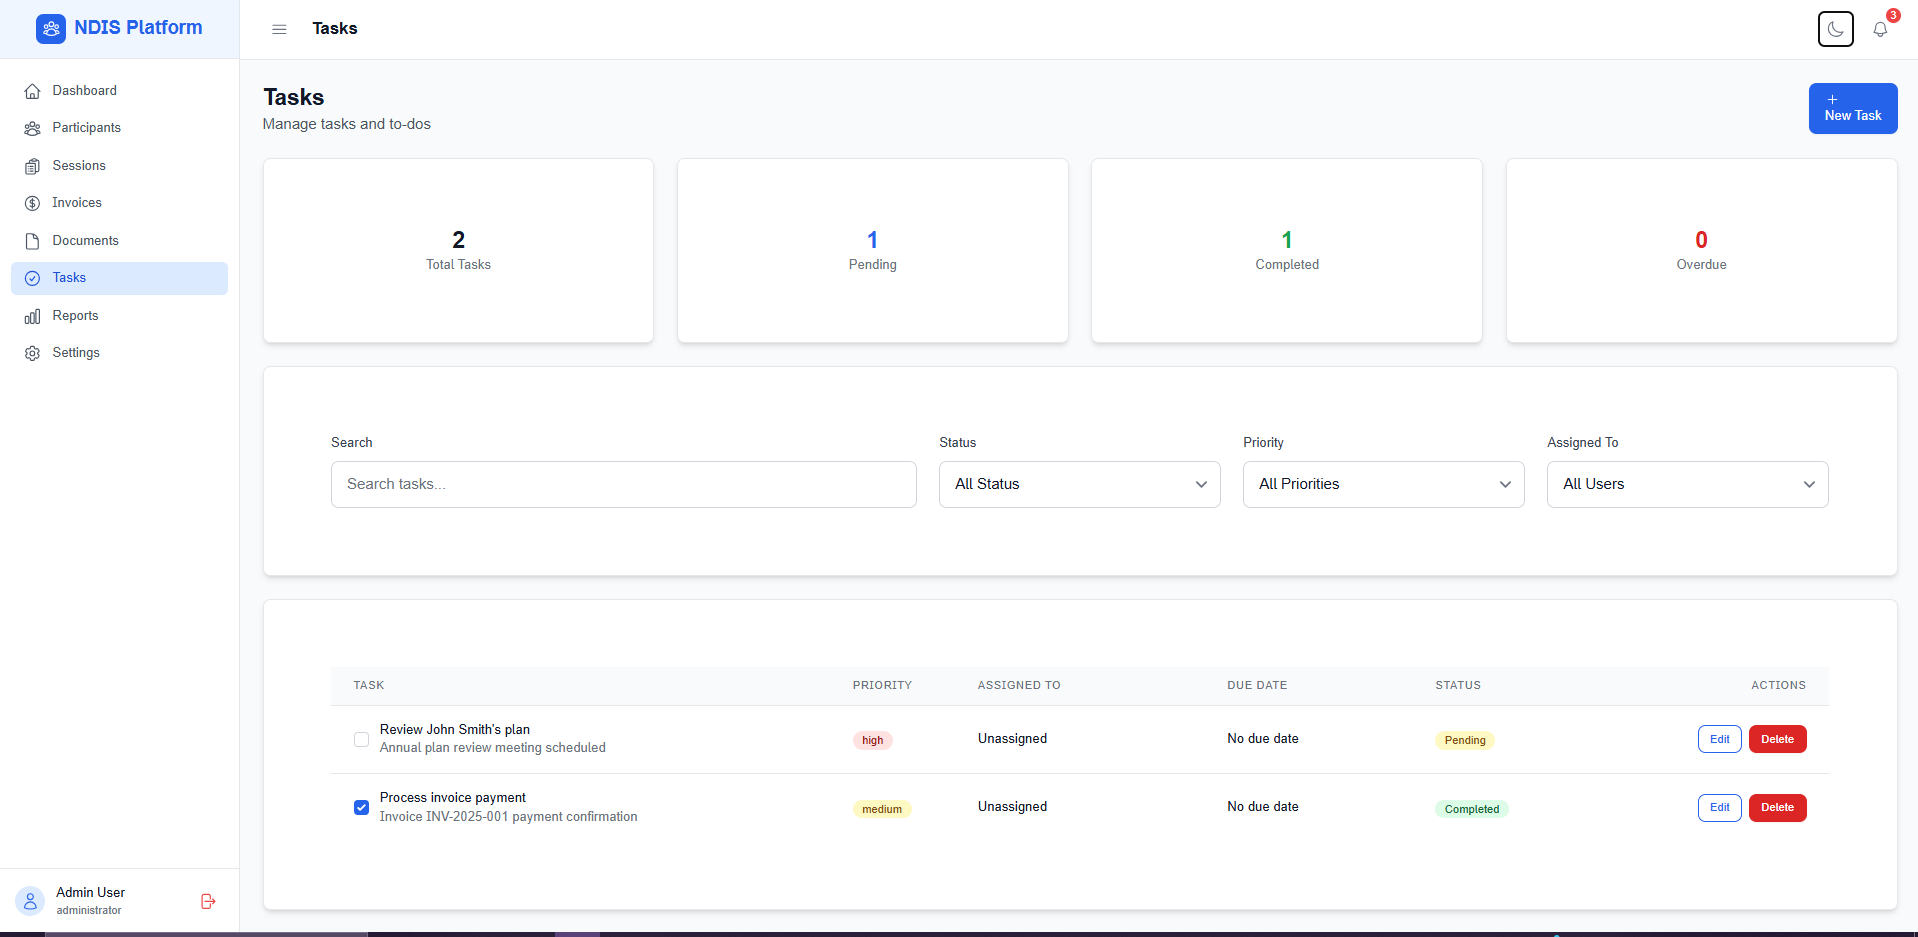 NDIS Platform
Tasks
3
Dashboard
Participants
Sessions
Invoices
Documents
Tasks
Reports
Settings
Admin User
administrator
Tasks
Manage tasks and to-dos
New Task
2
Total Tasks
1
Pending
1
Completed
0
Overdue
Search
Search tasks...
Status
All Status
Priority
All Priorities
Assigned To
All Users
TASK PRIORITY ASSIGNED TO DUE DATE STATUS ACTIONS
Review John Smith's plan
Annual plan review meeting scheduled
high Unassigned No due date Pending Edit Delete
Process invoice payment
Invoice INV-2025-001 payment confirmation
medium Unassigned No due date Completed Edit Delete